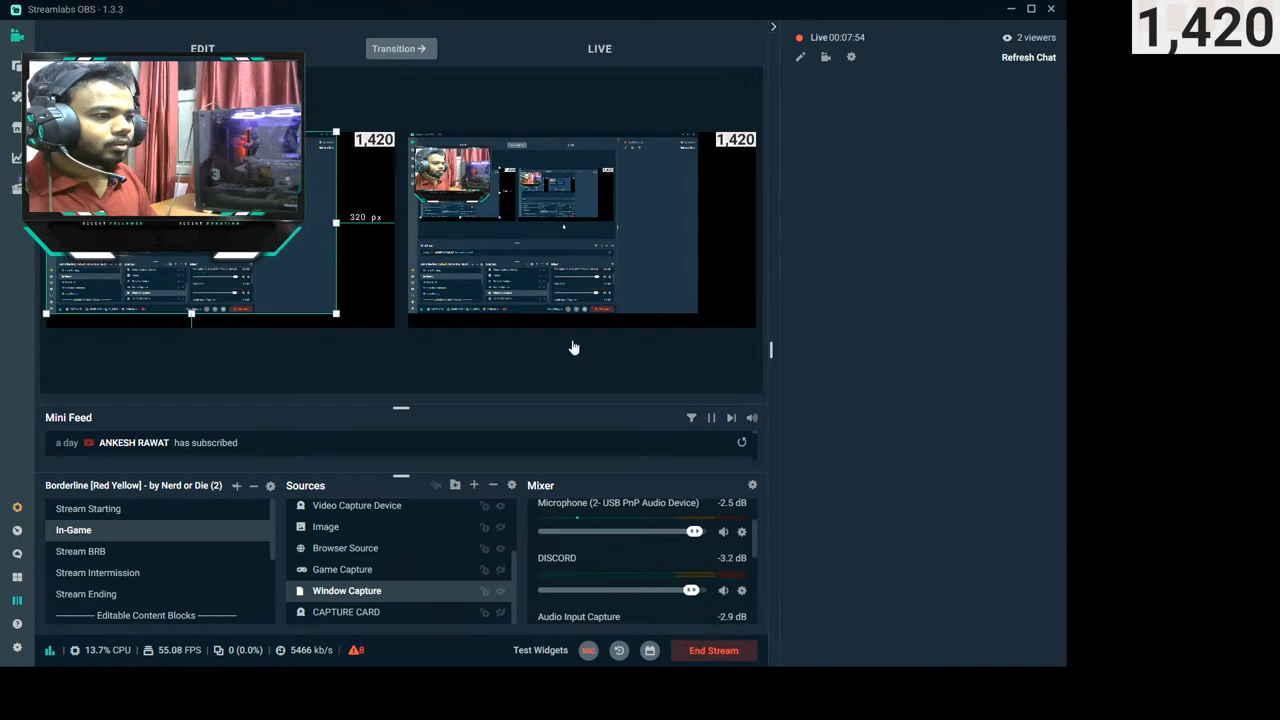 Streamlabs OBS - 1.3.3
1,420
Live 00:07:54
2 viewers
Refresh Chat
EDIT
Transition
LIVE
1,420
1,420
320 px
RECENT FOLLOWER
RECENT DONATION
Mini Feed
a day ANKESH RAWAT has subscribed
Borderline [Red Yellow] - by Nerd or Die (2)
Stream Starting
In-Game
Stream BRB
Stream Intermission
Stream Ending
——— Editable Content Blocks ———
Sources
Video Capture Device
Image
Browser Source
Game Capture
Window Capture
CAPTURE CARD
Mixer
Microphone (2- USB PnP Audio Device) -2.5 dB
DISCORD -3.2 dB
Audio Input Capture -2.9 dB
13.7% CPU
55.08 FPS
0 (0.0%)
5466 kb/s
8
Test Widgets
REC
End Stream